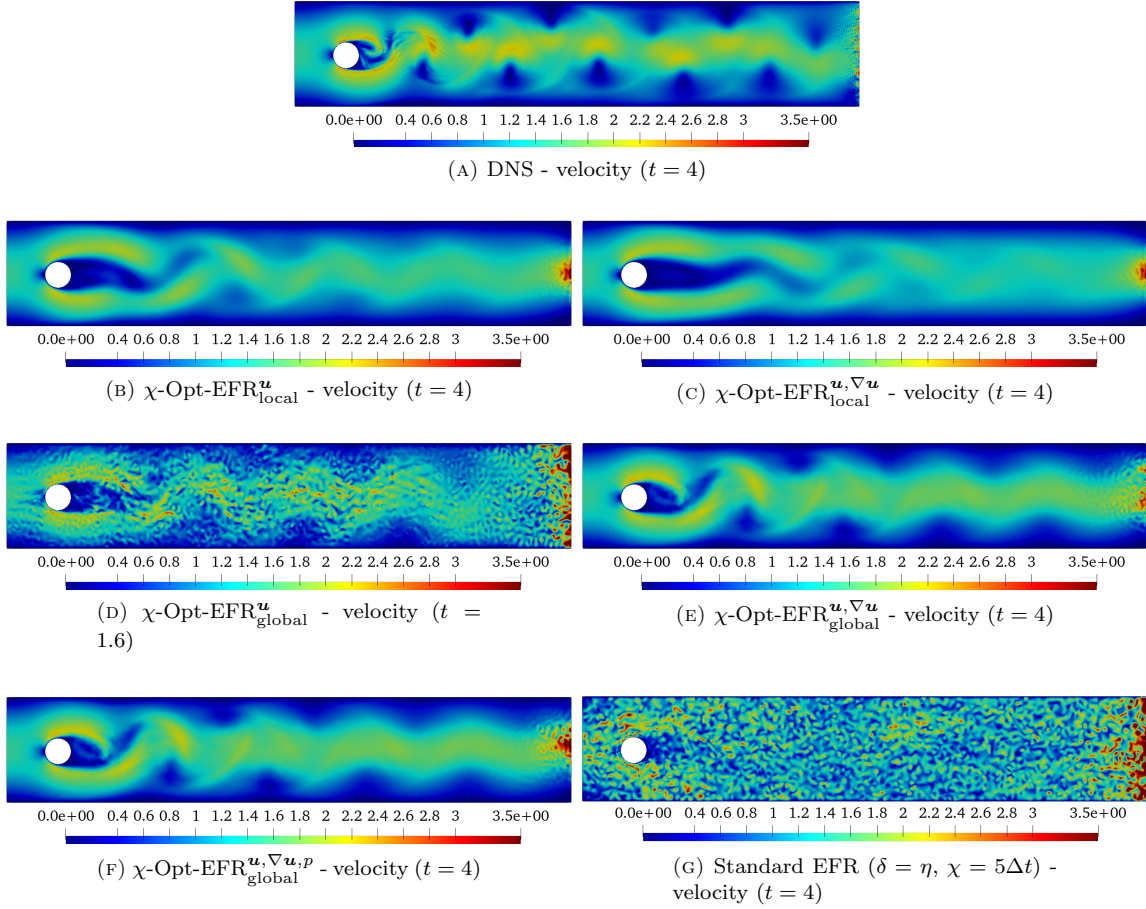 0.0e+00 0.4 0.6 0.8 1 1.2 1.4 1.6 1.8 2 2.2 2.4 2.6 2.8 3 3.5e+00
(A) DNS - velocity (t = 4)
0.0e+00 0.4 0.6 0.8 1 1.2 1.4 1.6 1.8 2 2.2 2.4 2.6 2.8 3 3.5e+00
(B) χ-Opt-EFR^{u}_{local} - velocity (t = 4)
0.0e+00 0.4 0.6 0.8 1 1.2 1.4 1.6 1.8 2 2.2 2.4 2.6 2.8 3 3.5e+00
(C) χ-Opt-EFR^{u,∇u}_{local} - velocity (t = 4)
0.0e+00 0.4 0.6 0.8 1 1.2 1.4 1.6 1.8 2 2.2 2.4 2.6 2.8 3 3.5e+00
(D) χ-Opt-EFR^{u}_{global} - velocity (t =
1.6)
0.0e+00 0.4 0.6 0.8 1 1.2 1.4 1.6 1.8 2 2.2 2.4 2.6 2.8 3 3.5e+00
(E) χ-Opt-EFR^{u,∇u}_{global} - velocity (t = 4)
0.0e+00 0.4 0.6 0.8 1 1.2 1.4 1.6 1.8 2 2.2 2.4 2.6 2.8 3 3.5e+00
(F) χ-Opt-EFR^{u,∇u,p}_{global} - velocity (t = 4)
0.0e+00 0.4 0.6 0.8 1 1.2 1.4 1.6 1.8 2 2.2 2.4 2.6 2.8 3 3.5e+00
(G) Standard EFR (δ = η, χ = 5Δt) -
velocity (t = 4)